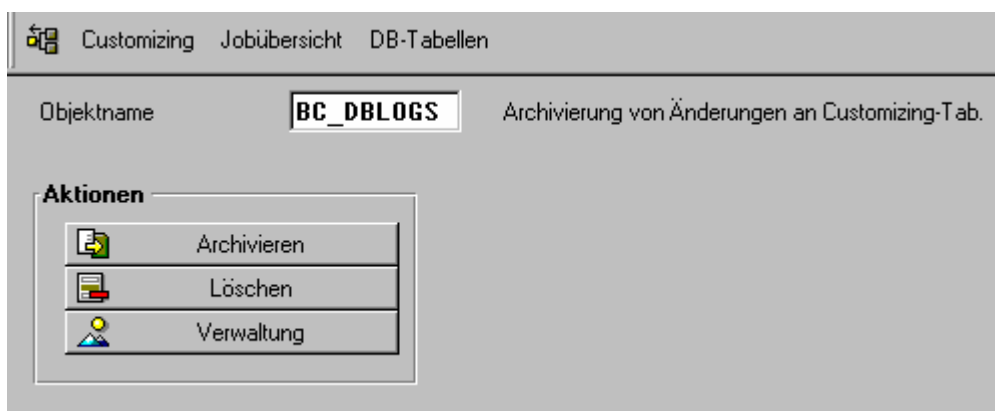 Customizing Jobübersicht DB-Tabellen
Objektname BC_DBLOGS Archivierung von Änderungen an Customizing-Tab.
Aktionen
Archivieren
Löschen
Verwaltung